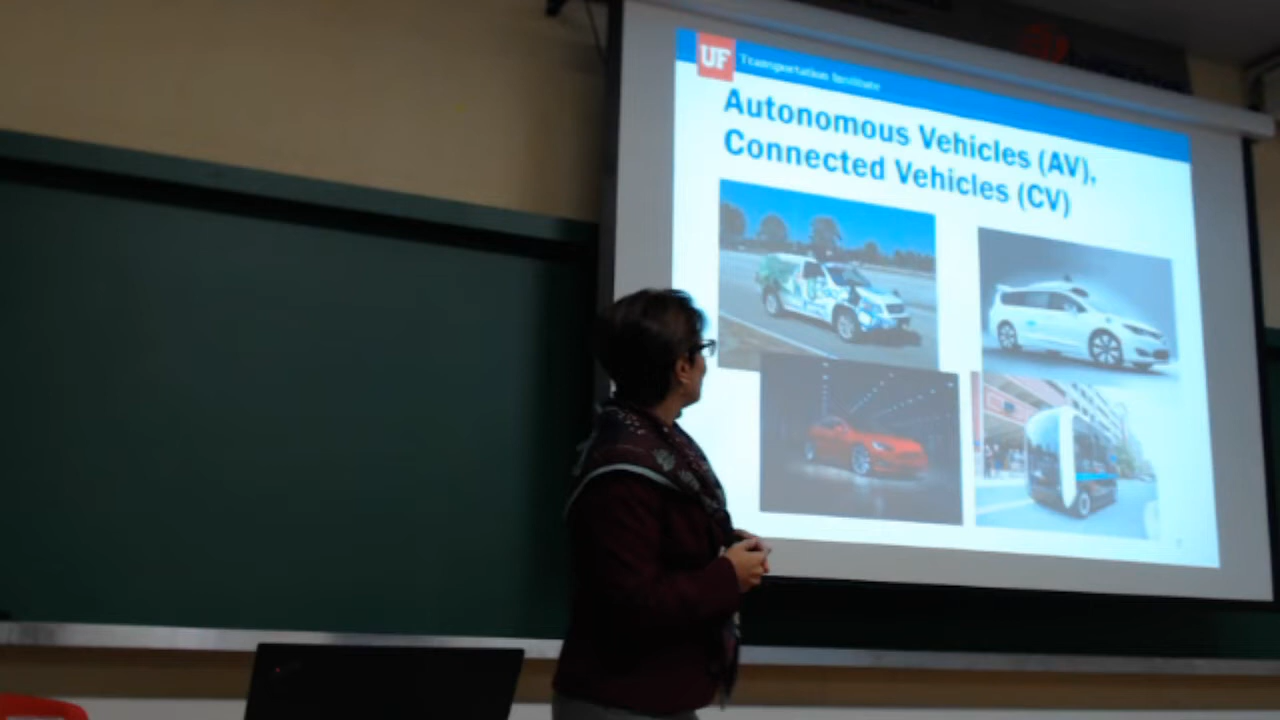 UF Transportation Institute
Autonomous Vehicles (AV),
Connected Vehicles (CV)